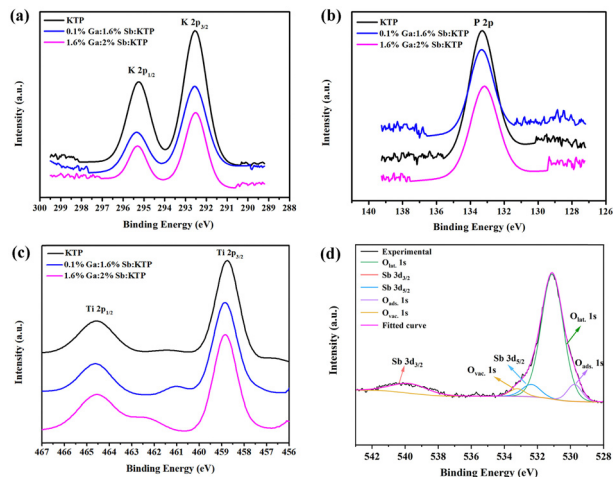 (a)
KTP
0.1% Ga:1.6% Sb:KTP
1.6% Ga:2% Sb:KTP
K 2p3/2
K 2p1/2
Intensity (a.u.)
300 299 298 297 296 295 294 293 292 291 290 289 288
Binding Energy (eV)
(b)
KTP
0.1% Ga:1.6% Sb:KTP
1.6% Ga:2% Sb:KTP
P 2p
Intensity (a.u.)
142 140 138 136 134 132 130 128 126
Binding Energy (eV)
(c)
KTP
0.1% Ga:1.6% Sb:KTP
1.6% Ga:2% Sb:KTP
Ti 2p3/2
Ti 2p1/2
Intensity (a.u.)
467 466 465 464 463 462 461 460 459 458 457 456
Binding Energy (eV)
(d)
Experimental
Olat. 1s
Sb 3d3/2
Sb 3d5/2
Oads. 1s
Ovac. 1s
Fitted curve
Olat. 1s
Sb 3d5/2
Sb 3d3/2
Ovac. 1s
Oads. 1s
Intensity (a.u.)
542 540 538 536 534 532 530 528
Binding Energy (eV)